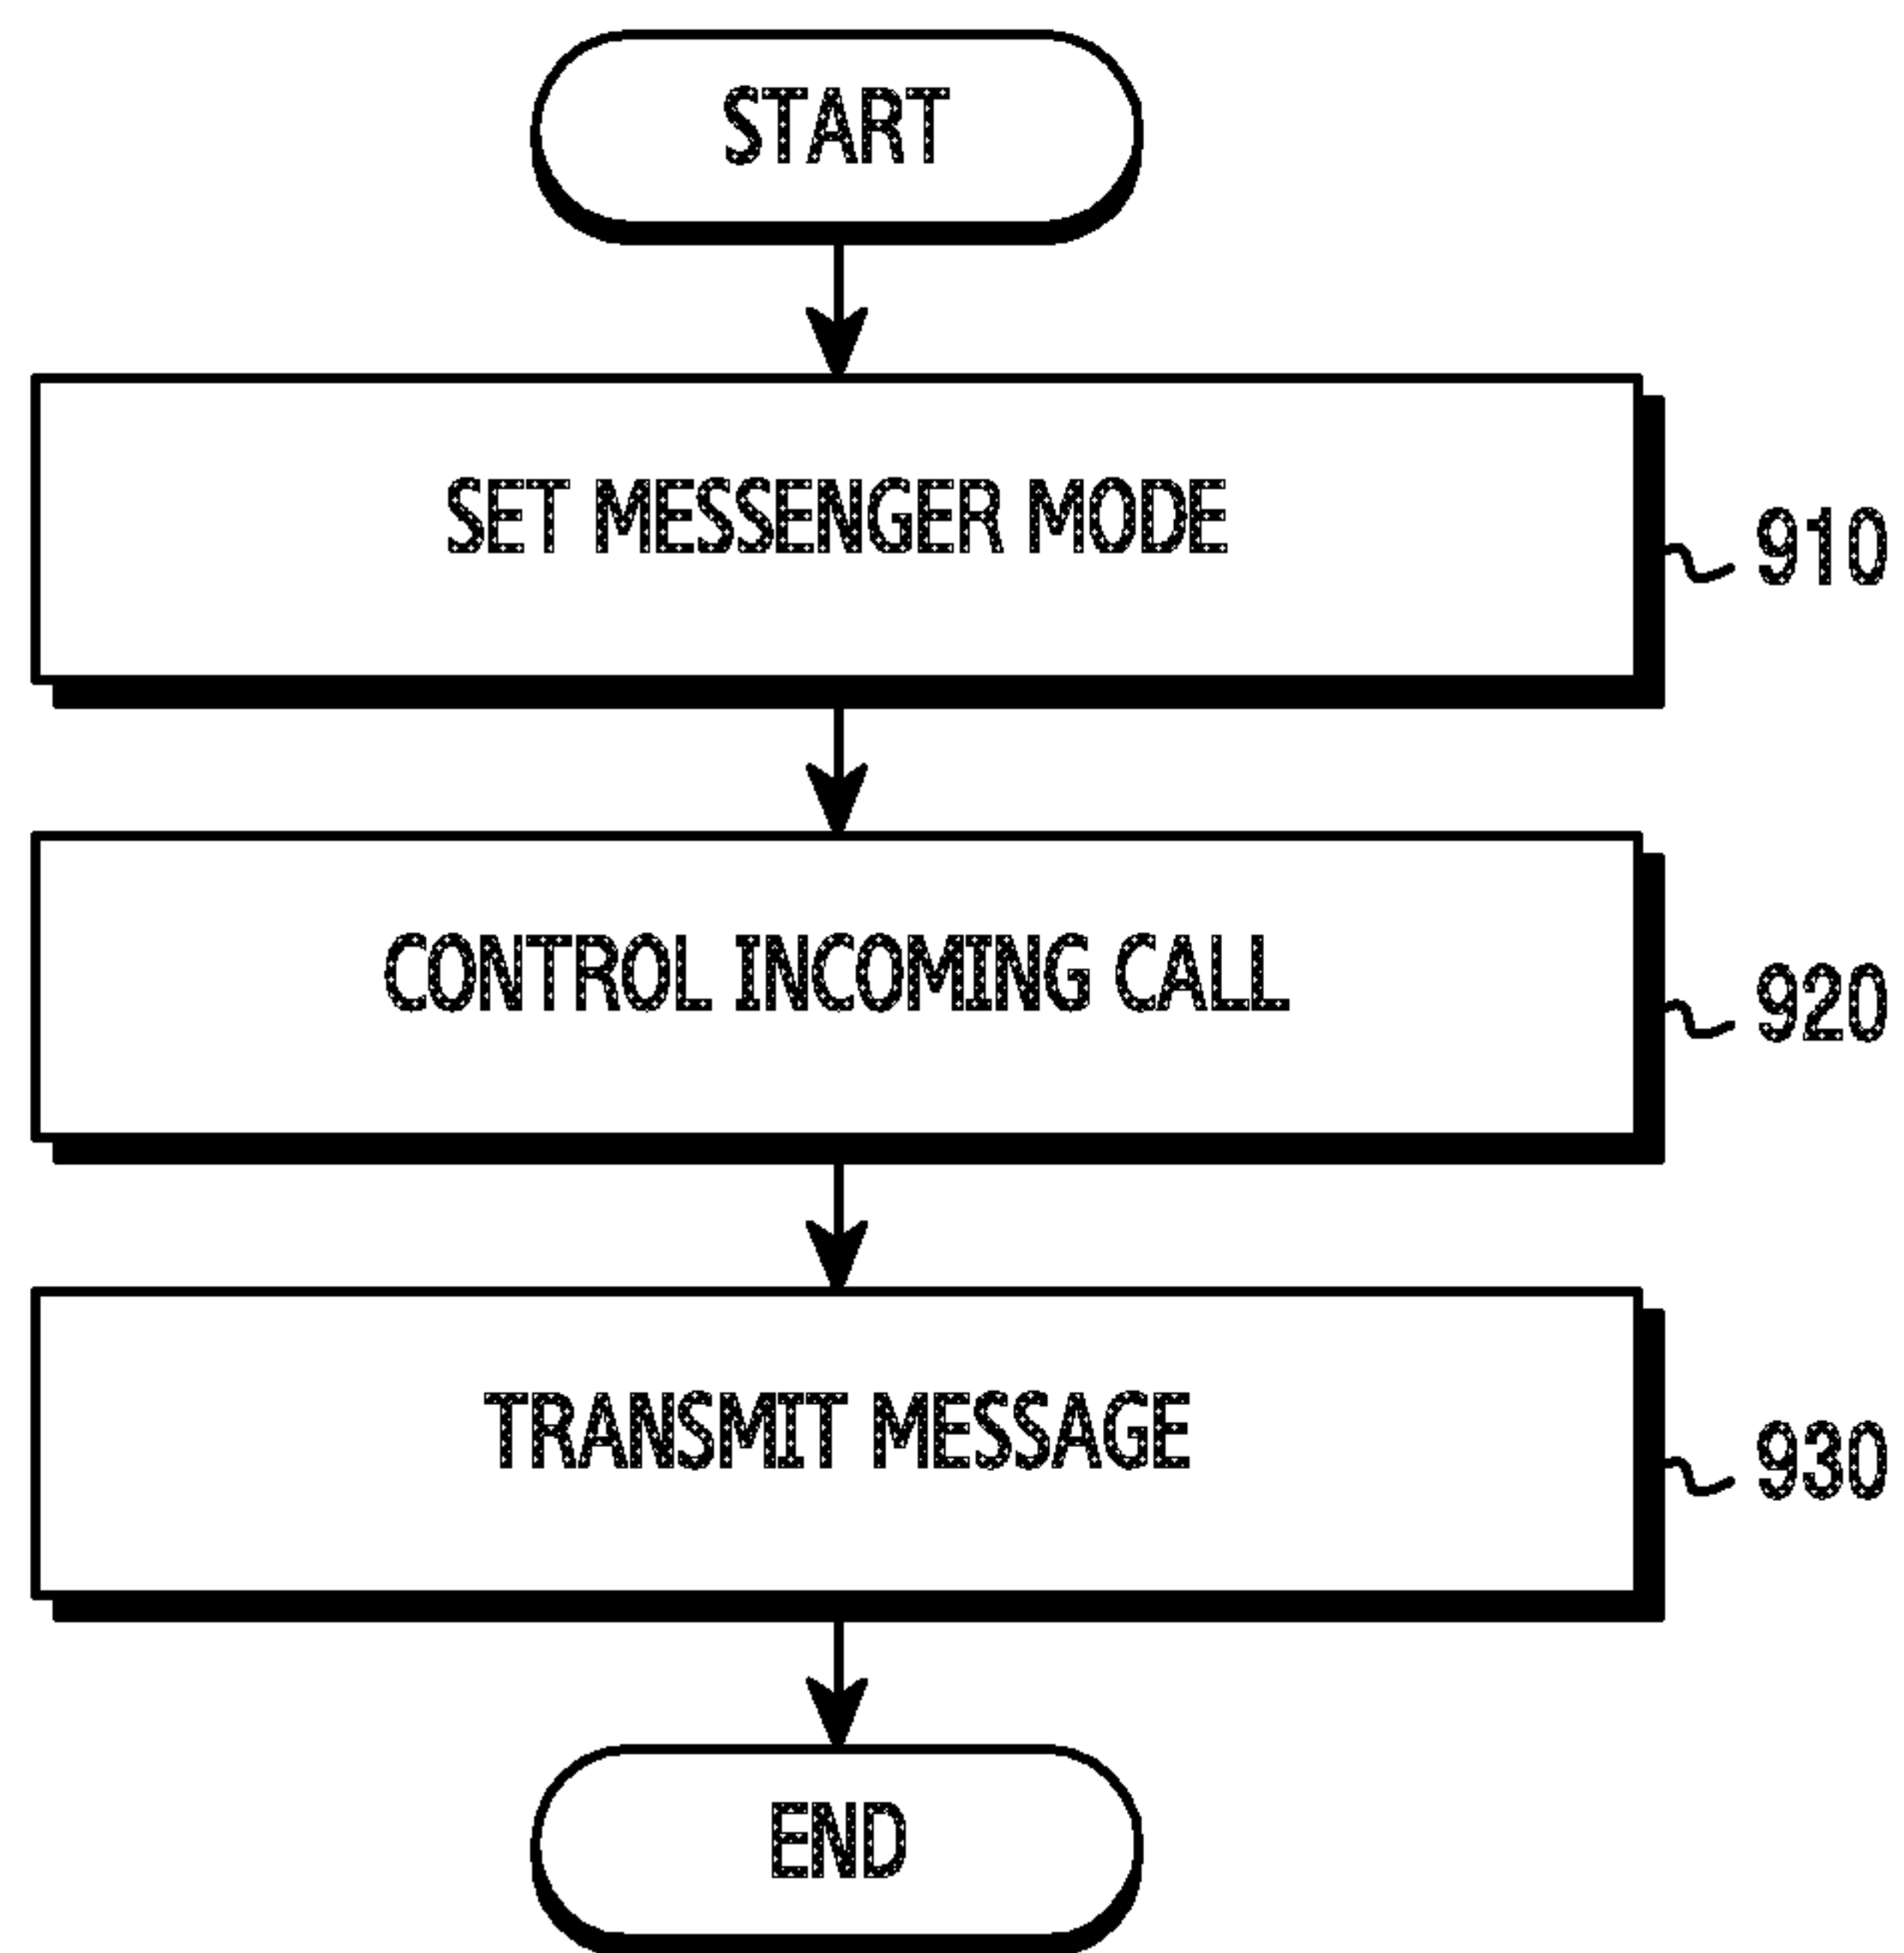 START
SET MESSENGER MODE
910
CONTROL INCOMING CALL
920
TRANSMIT MESSAGE
930
END